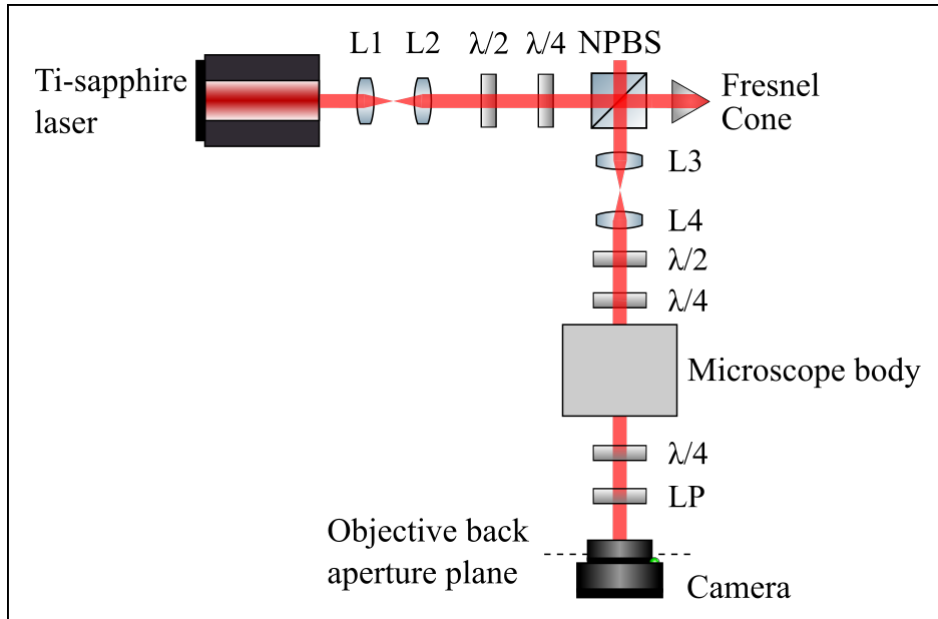 L1 L2 λ/2 λ/4 NPBS
Ti-sapphire
laser
Fresnel
Cone
L3
L4
λ/2
λ/4
Microscope body
λ/4
LP
Objective back
aperture plane
Camera